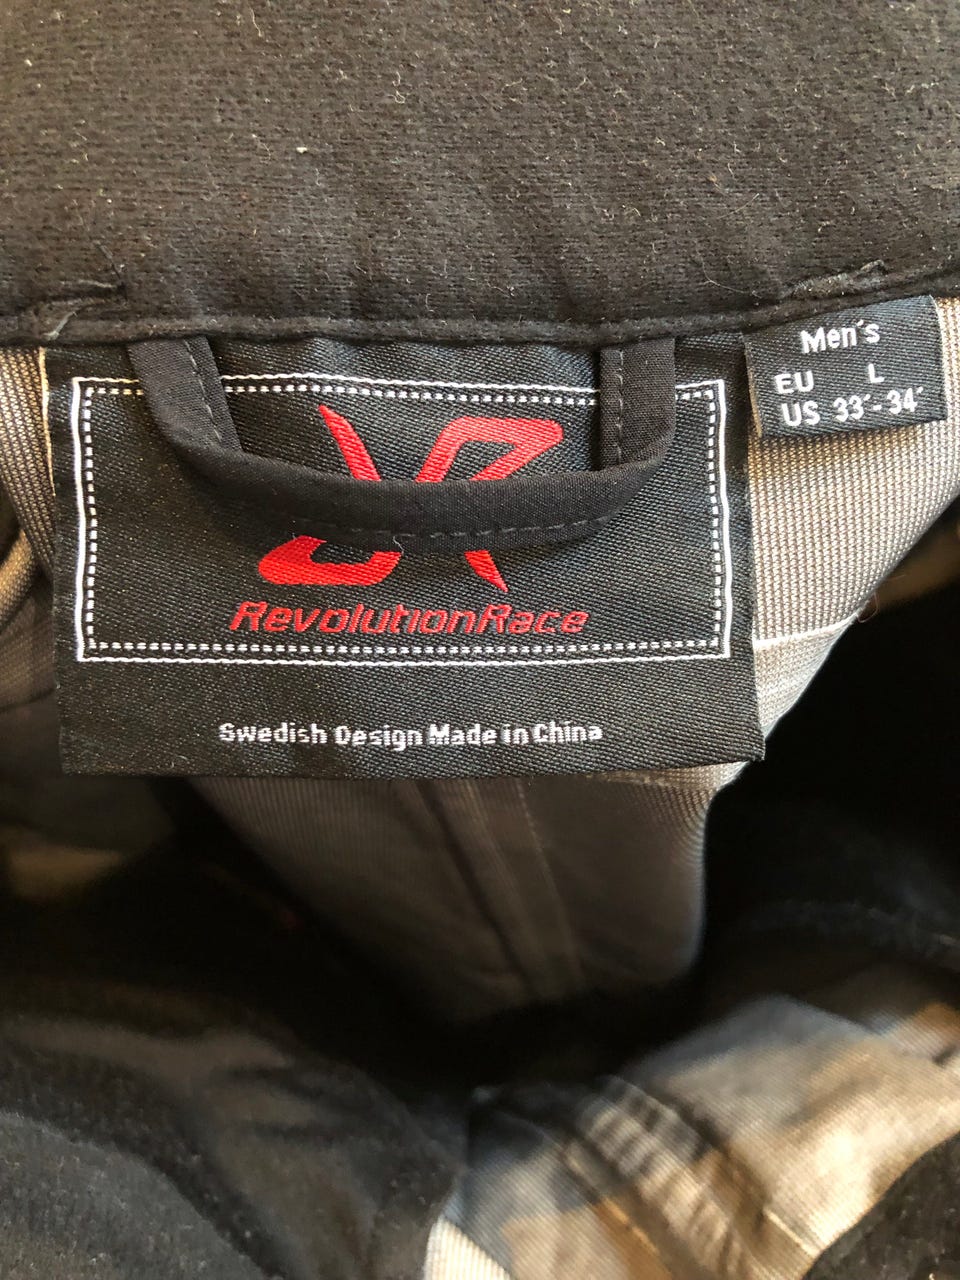 Men's
EU L
US 33'-34'
RevolutionRace
Swedish Design Made in China